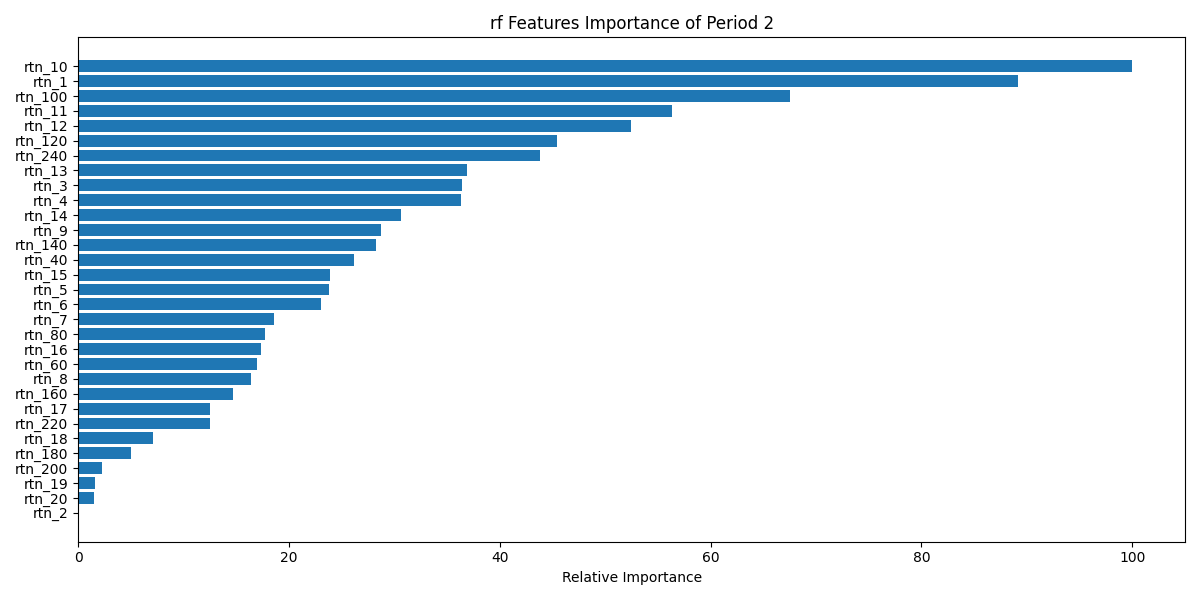 rf Features Importance of Period 2
rtn_10
rtn_1
rtn_100
rtn_11
rtn_12
rtn_120
rtn_240
rtn_13
rtn_3
rtn_4
rtn_14
rtn_9
rtn_140
rtn_40
rtn_15
rtn_5
rtn_6
rtn_7
rtn_80
rtn_16
rtn_60
rtn_8
rtn_160
rtn_17
rtn_220
rtn_18
rtn_180
rtn_200
rtn_19
rtn_20
rtn_2
0 20 40 60 80 100
Relative Importance